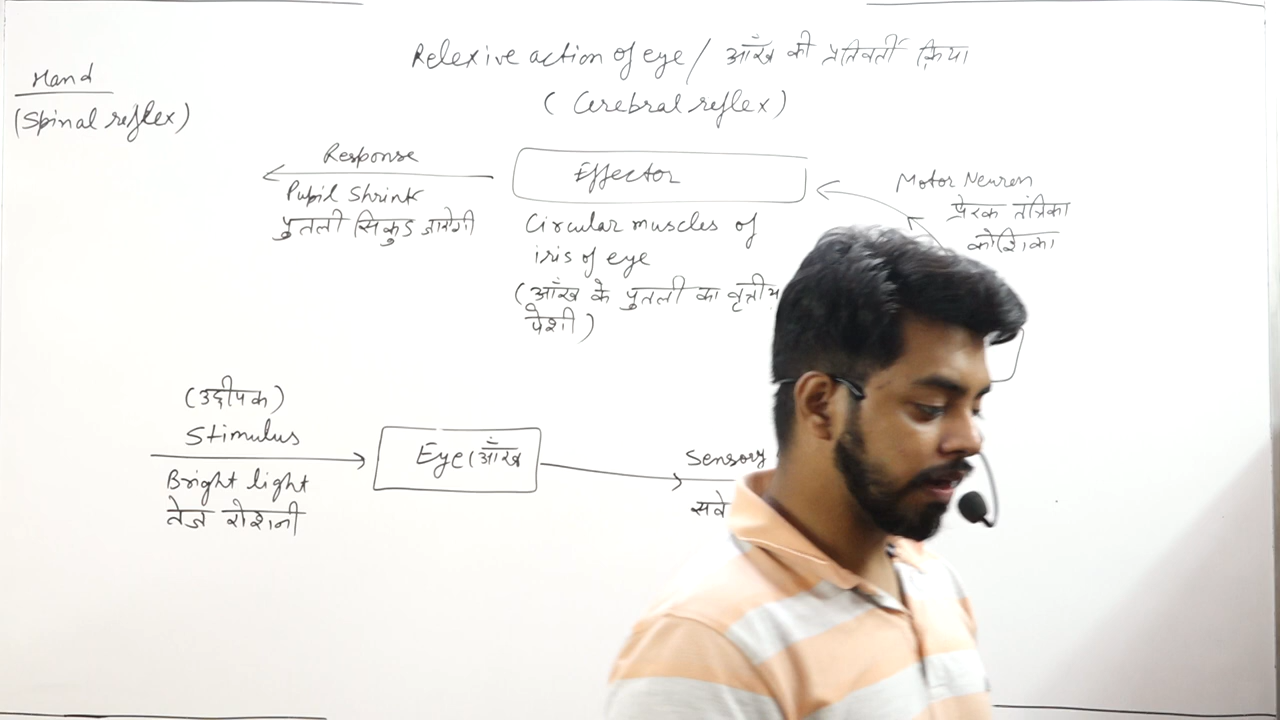 Relexive action of eye / आँख की प्रतिवर्ती क्रिया
(Cerebral reflex)
Hand
(Spinal reflex)
Response
Pupil Shrink
पुतली सिकुड़ जायेगी
Effector
Circular muscles of
iris of eye
(आँख के पुतली का वृत्तीय
पेशी)
Motor Neuron
प्रेरक तंत्रिका
कोशिका
(उद्दीपक)
Stimulus
Bright light
तेज रोशनी
Eye (आँख
Sensory